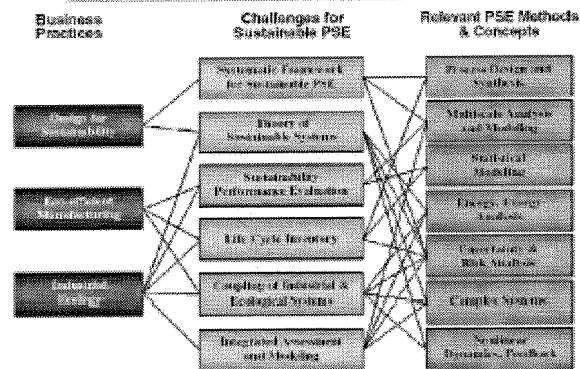 Business
Practices
Challenges for
Sustainable PSE
Relevant PSE Methods
& Concepts
Design for
Sustainability
Manufacturing
Industrial
Ecology
Systematic Framework
for Sustainable PSE
Theory of
Sustainable Systems
Sustainability
Performance Evaluation
Life Cycle Inventory
Coupling of Industrial &
Ecological Systems
Integrated Assessment
and Modeling
Process Design and
Synthesis
Multiscale Analysis
and Modeling
Statistical
Modeling
Energy, Exergy
Analysis
Uncertainty &
Risk Analysis
Complex Systems
Nonlinear
Dynamics, Feedback